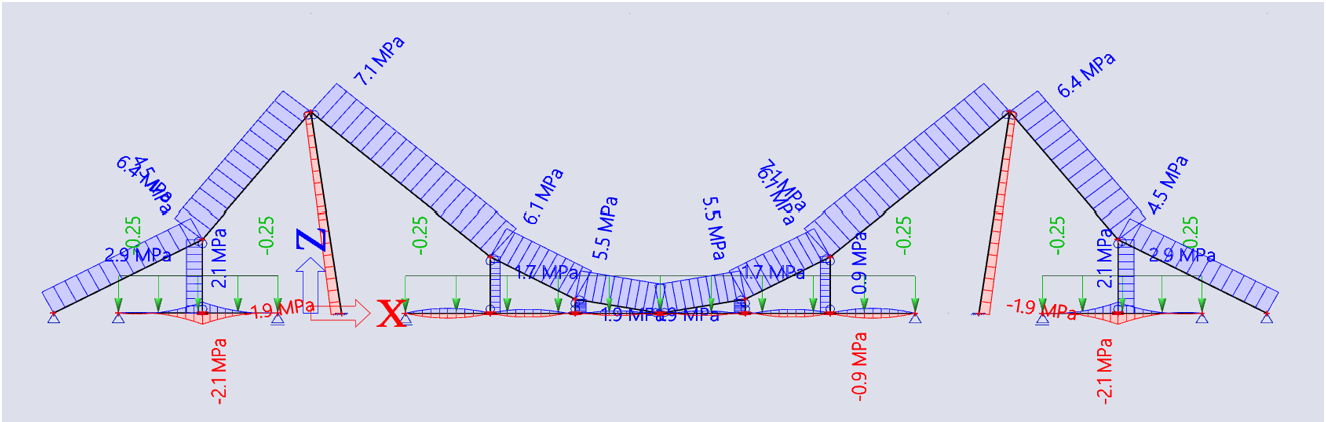 7.1 MPa
6.4 MPa
6.4 MPa
4.5 MPa
6.1 MPa
7.1 MPa
6.1 MPa
4.5 MPa
-0.25
-0.25
-0.25
5.5 MPa
5.5 MPa
-0.25
-0.25
-0.25
2.9 MPa
2.1 MPa
Z
1.7 MPa
1.7 MPa
0.9 MPa
2.1 MPa
2.9 MPa
-1.9 MPa
X
1.9 MPa
1.9 MPa
-1.9 MPa
-2.1 MPa
-0.9 MPa
-2.1 MPa